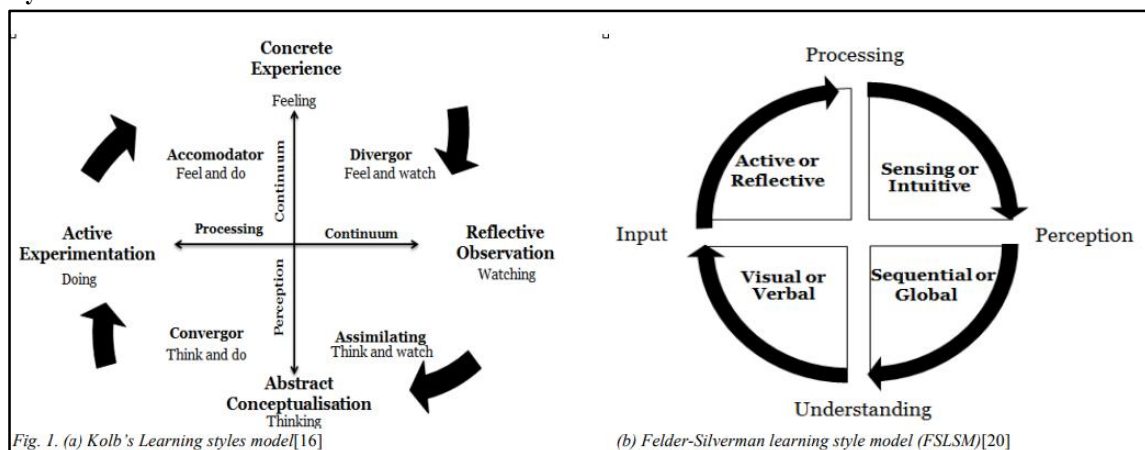 Concrete
Experience
Feeling
Accomodator
Feel and do
Divergor
Feel and watch
Continuum
Processing
Continuum
Active
Experimentation
Doing
Reflective
Observation
Watching
Perception
Convergor
Think and do
Assimilating
Think and watch
Abstract
Conceptualisation
Thinking
Fig. 1. (a) Kolb's Learning styles model[16]
Processing
Active or
Reflective
Sensing or
Intuitive
Input
Perception
Visual or
Verbal
Sequential or
Global
Understanding
(b) Felder-Silverman learning style model (FSLSM)[20]